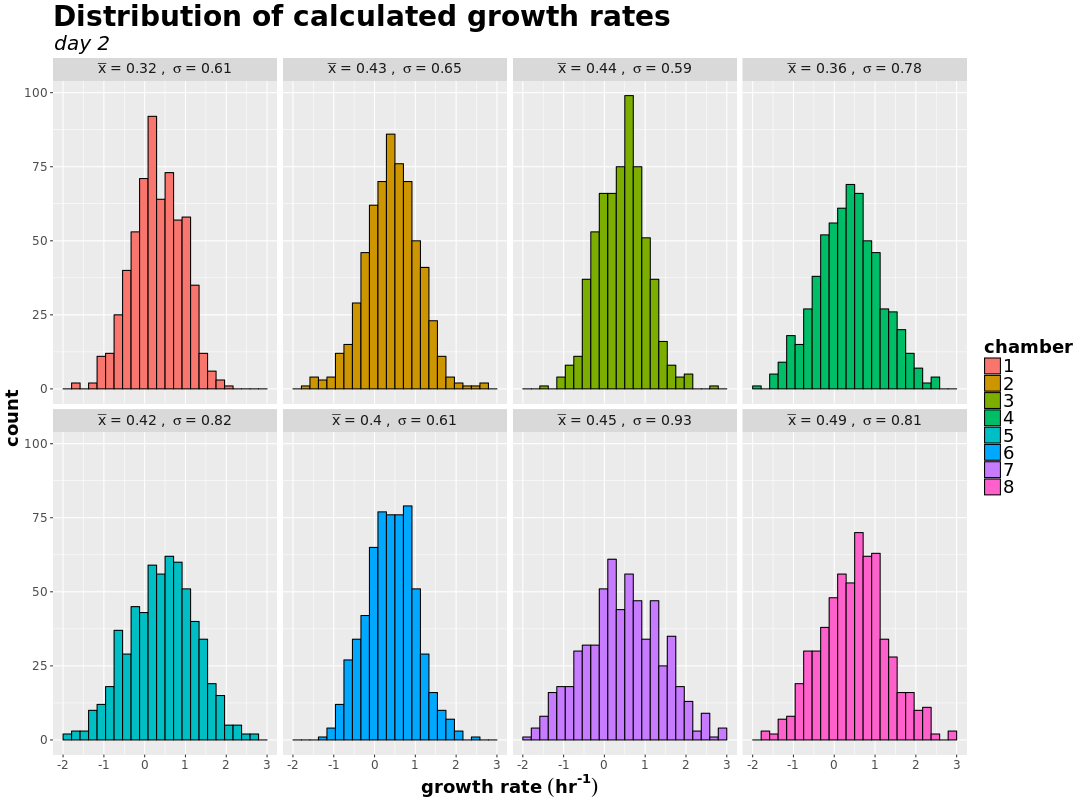 Distribution of calculated growth rates
day 2
x̅ = 0.32 , σ = 0.61
x̅ = 0.43 , σ = 0.65
x̅ = 0.44 , σ = 0.59
x̅ = 0.36 , σ = 0.78
100
75
50
25
0
x̅ = 0.42 , σ = 0.82
x̅ = 0.4 , σ = 0.61
x̅ = 0.45 , σ = 0.93
x̅ = 0.49 , σ = 0.81
100
75
50
25
0
count
-2 -1 0 1 2 3
-2 -1 0 1 2 3
-2 -1 0 1 2 3
-2 -1 0 1 2 3
growth rate (hr⁻¹)
chamber
1
2
3
4
5
6
7
8